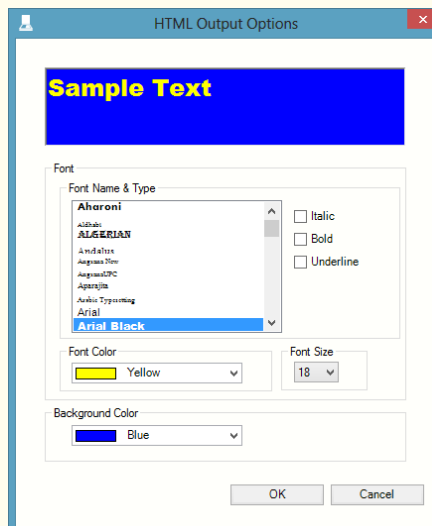 HTML Output Options
Sample Text
Font
Font Name & Type
Aharoni
Aldhabi
ALGERIAN
Andalus
Angsana New
AngsanaUPC
Aparajita
Arabic Typesetting
Arial
Arial Black
Italic
Bold
Underline
Font Color
Yellow
Font Size
18
Background Color
Blue
OK
Cancel